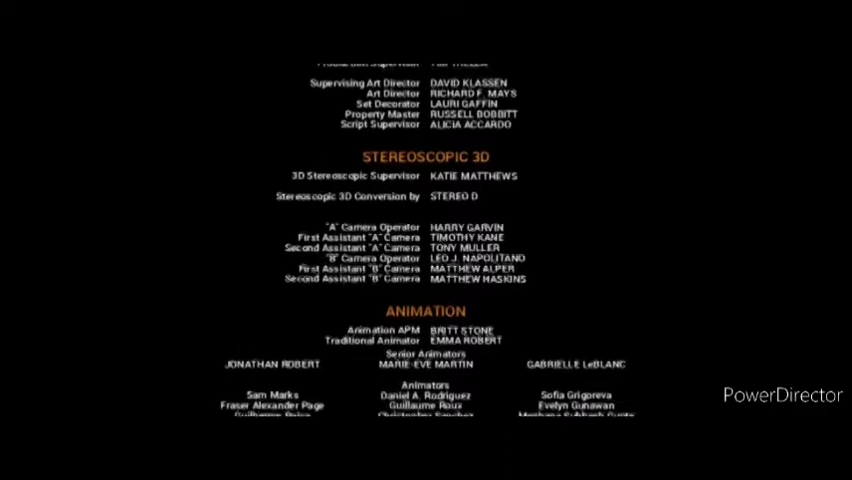 Supervising Art Director DAVID KLASSEN
Art Director RICHARD F. MAYS
Set Decorator LAURI GAFFIN
Property Master RUSSELL BOBBITT
Script Supervisor ALICIA ACCARDO
STEREOSCOPIC 3D
3D Stereoscopic Supervisor KATIE MATTHEWS
Stereoscopic 3D Conversion by STEREO D
"A" Camera Operator HARRY GARVIN
First Assistant "A" Camera TIMOTHY KANE
Second Assistant "A" Camera TONY MULLER
"B" Camera Operator LEO J. NAPOLITANO
First Assistant "B" Camera MATTHEW ALPER
Second Assistant "B" Camera MATTHEW HASKINS
ANIMATION
Animation APM BRITT STONE
Traditional Animator EMMA ROBERT
Senior Animators
JONATHAN ROBERT MARIE-EVE MARTIN GABRIELLE LeBLANC
Animators
Sam Marks Daniel A. Rodriguez Sofia Grigoreva
Fraser Alexander Page Guillaume Roux Evelyn Gunawan
PowerDirector